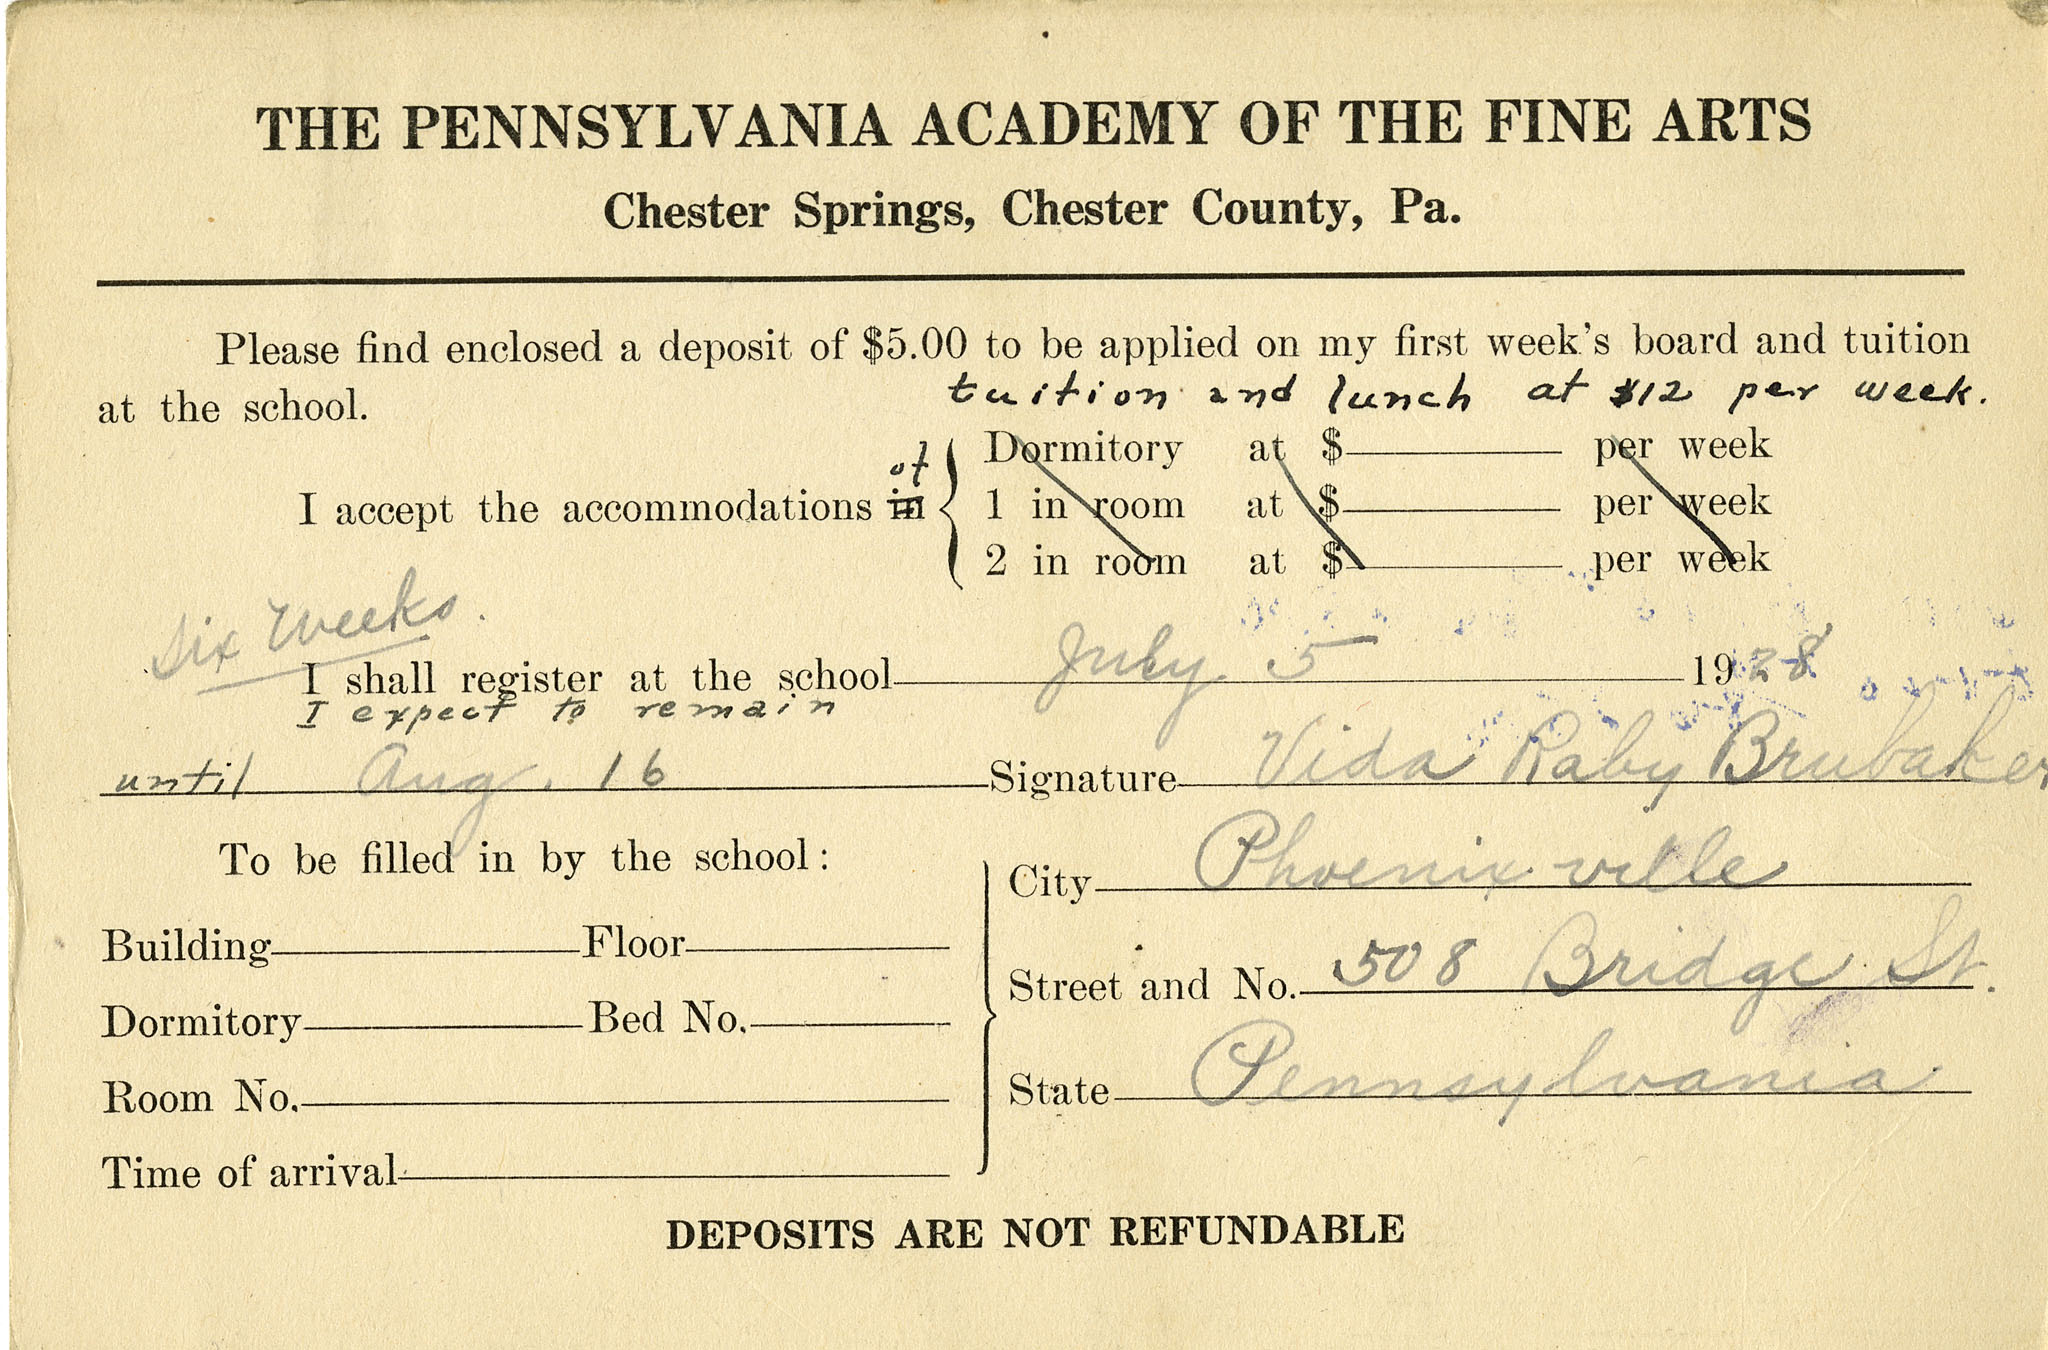 THE PENNSYLVANIA ACADEMY OF THE FINE ARTS
Chester Springs, Chester County, Pa.
Please find enclosed a deposit of $5.00 to be applied on my first week's board and tuition
at the school.
tuition and lunch at $12 per week.
Dormitory at $ per week
I accept the accommodations in of
1 in room at $ per week
2 in room at $ per week
Six Weeks.
I shall register at the school July 5 1928
I expect to remain
until Aug. 16 Signature Vida Raby Brubaker
To be filled in by the school:
City Phoenixville
Building Floor
Street and No. 508 Bridge St.
Dormitory Bed No.
Room No.
State Pennsylvania
Time of arrival
DEPOSITS ARE NOT REFUNDABLE